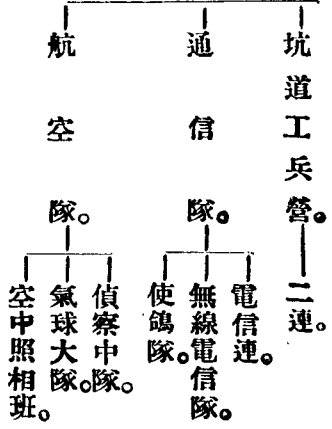 坑道工兵營。
二連。
通信隊。
電信連。
無線電信隊。
使鴿隊。
航空隊。
偵察中隊。
氣球大隊。
空中照相班。